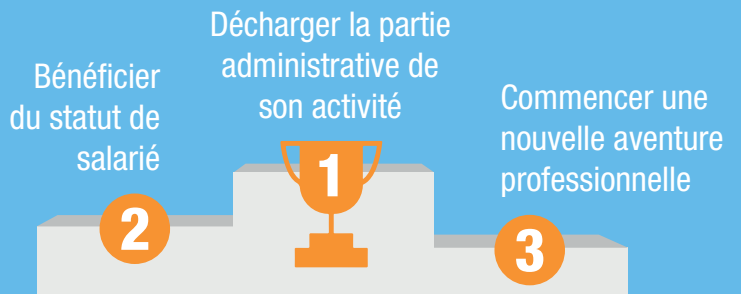 Décharger la partie
administrative de
son activité
Bénéficier
du statut de
salarié
Commencer une
nouvelle aventure
professionnelle
1
2
3